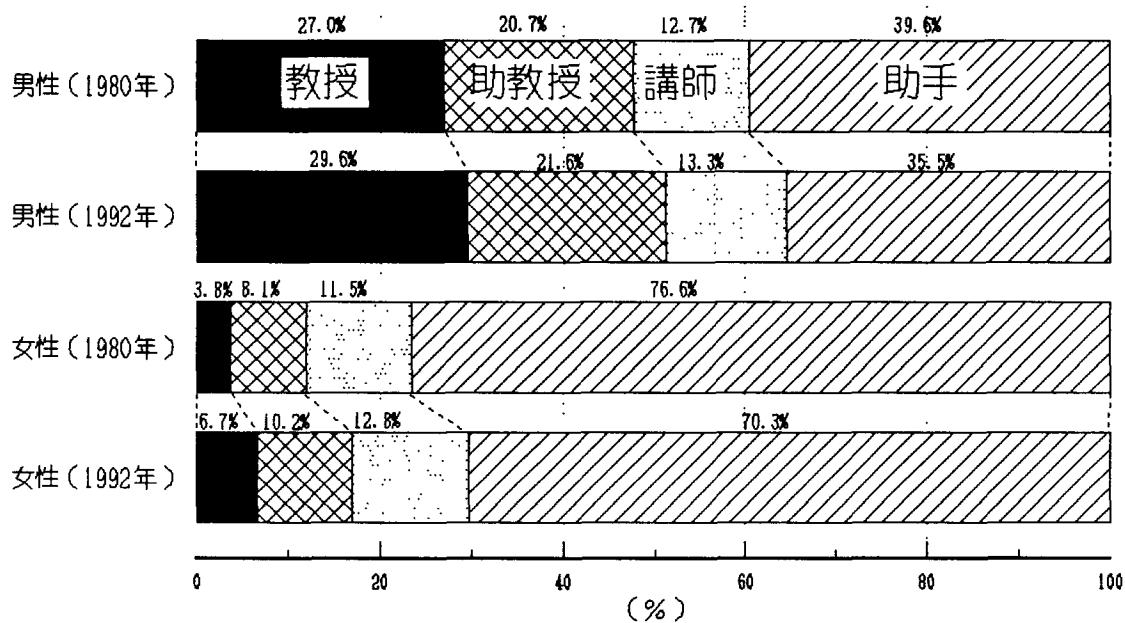 27.0% 20.7% 12.7% 39.6%
男性(1980年) 教授 助教授 講師 助手
29.6% 21.6% 13.3% 35.5%
男性(1992年)
3.8% 8.1% 11.5% 76.6%
女性(1980年)
6.7% 10.2% 12.8% 70.3%
女性(1992年)
0 20 40 60 80 100
(%)